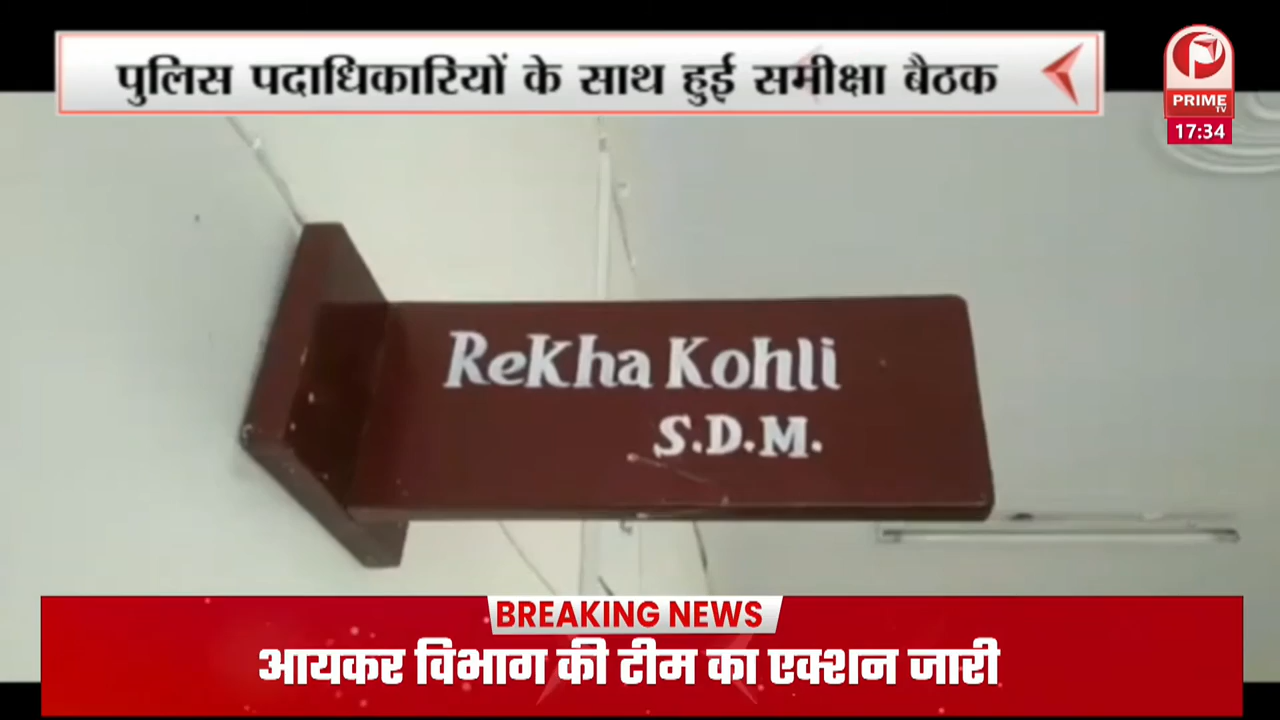 पुलिस पदाधिकारियों के साथ हुई समीक्षा बैठक
PRIME
TV
17:34
Rekha Kohli
S.D.M.
BREAKING NEWS
आयकर विभाग की टीम का एक्शन जारी